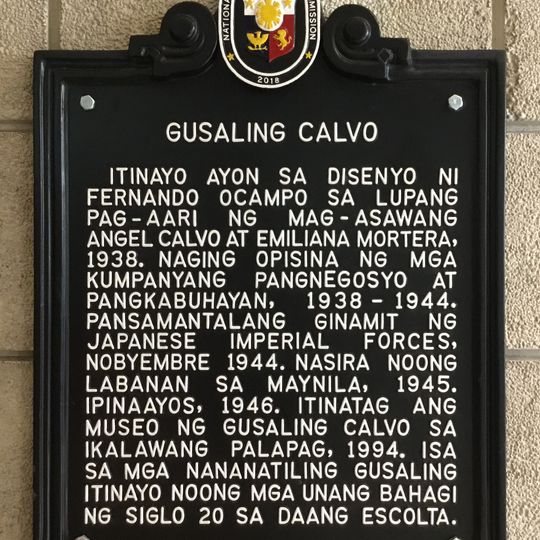 NATIONAL
MISSION
2018
GUSALING CALVO
ITINAYO AYON SA DISENYO NI
FERNANDO OCAMPO SA LUPANG
PAG-AARI NG MAG-ASAWANG
ANGEL CALVO AT EMILIANA MORTERA,
1938. NAGING OPISINA NG MGA
KUMPANYANG PANGNEGOSYO AT
PANGKABUHAYAN, 1938 - 1944.
PANSAMANTALANG GINAMIT NG
JAPANESE IMPERIAL FORCES,
NOBYEMBRE 1944. NASIRA NOONG
LABANAN SA MAYNILA, 1945.
IPINAAYOS, 1946. ITINATAG ANG
MUSEO NG GUSALING CALVO SA
IKALAWANG PALAPAG, 1994. ISA
SA MGA NANANATILING GUSALING
ITINAYO NOONG MGA UNANG BAHAGI
NG SIGLO 20 SA DAANG ESCOLTA.